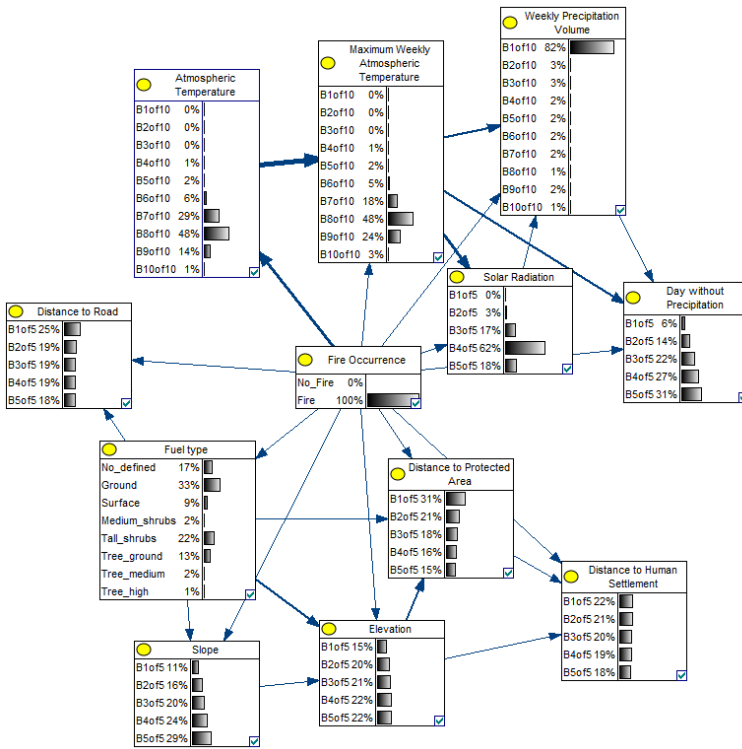 Weekly Precipitation
Volume
B1of10 82%
B2of10 3%
B3of10 3%
B4of10 2%
B5of10 2%
B6of10 2%
B7of10 2%
B8of10 1%
B9of10 2%
B10of10 1%
Maximum Weekly
Atmospheric
Temperature
B1of10 0%
B2of10 0%
B3of10 0%
B4of10 1%
B5of10 2%
B6of10 5%
B7of10 18%
B8of10 48%
B9of10 24%
B10of10 3%
Atmospheric
Temperature
B1of10 0%
B2of10 0%
B3of10 0%
B4of10 1%
B5of10 2%
B6of10 6%
B7of10 29%
B8of10 48%
B9of10 14%
B10of10 1%
Solar Radiation
B1of5 0%
B2of5 3%
B3of5 17%
B4of5 62%
B5of5 18%
Day without
Precipitation
B1of5 6%
B2of5 14%
B3of5 22%
B4of5 27%
B5of5 31%
Distance to Road
B1of5 25%
B2of5 19%
B3of5 19%
B4of5 19%
B5of5 18%
Fire Occurrence
No_Fire 0%
Fire 100%
Fuel type
No_defined 17%
Ground 33%
Surface 9%
Medium_shrubs 2%
Tall_shrubs 22%
Tree_ground 13%
Tree_medium 2%
Tree_high 1%
Distance to Protected
Area
B1of5 31%
B2of5 21%
B3of5 18%
B4of5 16%
B5of5 15%
Distance to Human
Settlement
B1of5 22%
B2of5 21%
B3of5 20%
B4of5 19%
B5of5 18%
Elevation
B1of5 15%
B2of5 20%
B3of5 21%
B4of5 22%
B5of5 22%
Slope
B1of5 11%
B2of5 16%
B3of5 20%
B4of5 24%
B5of5 29%